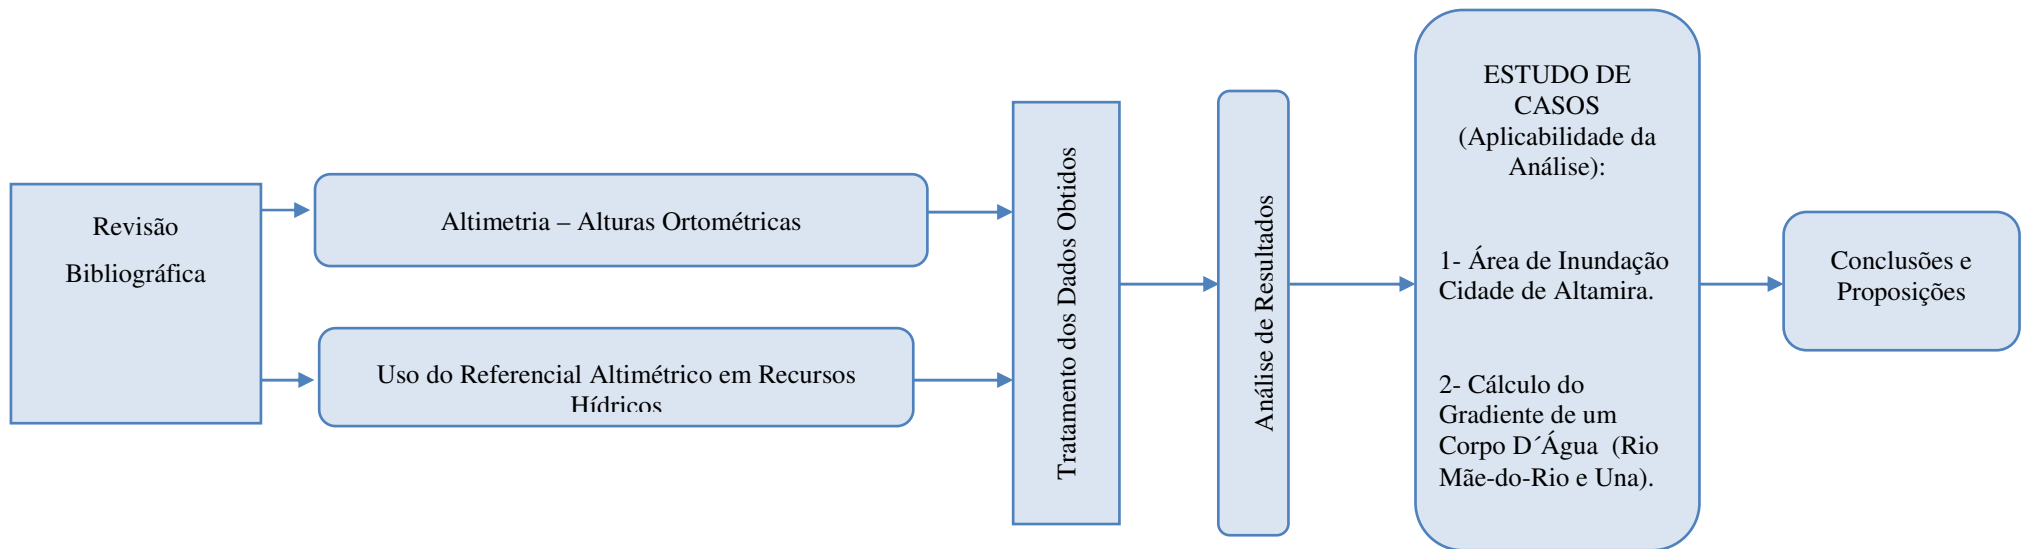 Revisão
Bibliográfica
Altimetria – Alturas Ortométricas
Uso do Referencial Altimétrico em Recursos
Hídricos
Tratamento dos Dados Obtidos
Análise de Resultados
ESTUDO DE
CASOS
(Aplicabilidade da
Análise):
1- Área de Inundação
Cidade de Altamira.
2- Cálculo do
Gradiente de um
Corpo D´Água  (Rio
Mãe-do-Rio e Una).
Conclusões e
Proposições